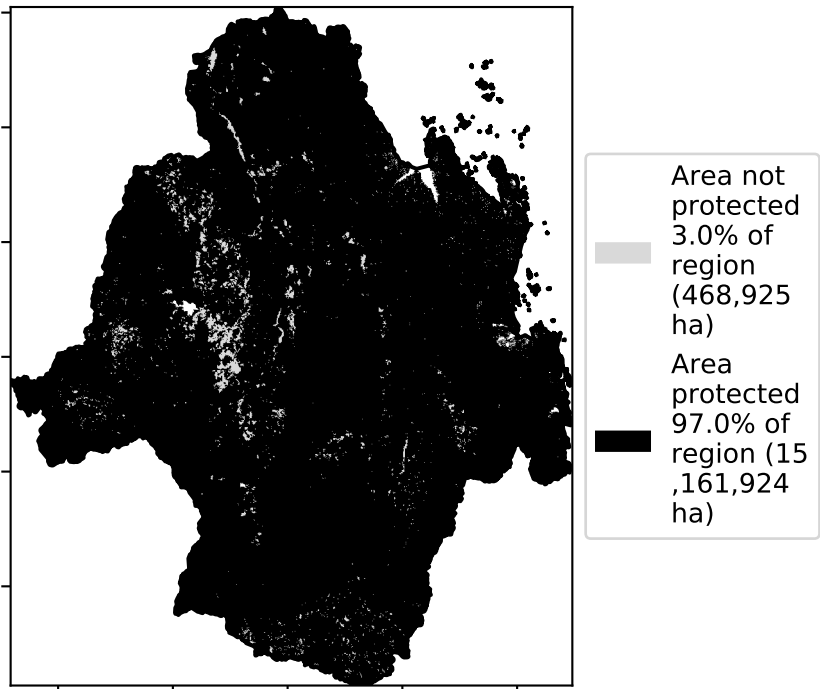 Area not
protected
3.0% of
region
(468,925
ha)
Area
protected
97.0% of
region (15
,161,924
ha)